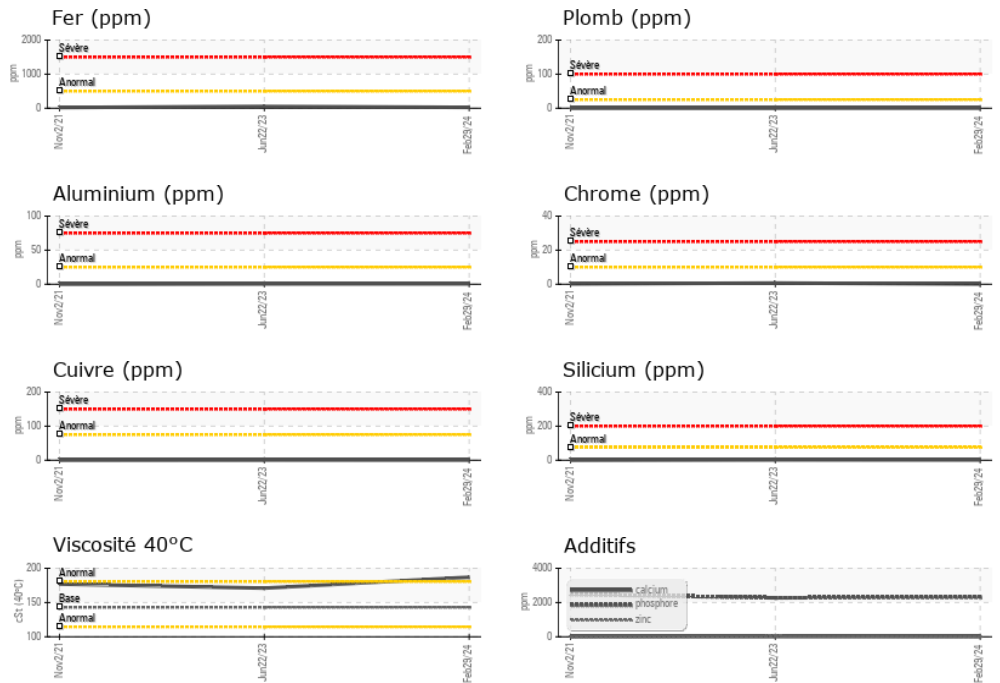 Fer (ppm)
2000
1000
0
ppm
Sévère
Anormal
Nov2/21
Jun22/23
Feb29/24
Plomb (ppm)
200
100
0
ppm
Sévère
Anormal
Nov2/21
Jun22/23
Feb29/24
Aluminium (ppm)
100
50
0
ppm
Sévère
Anormal
Nov2/21
Jun22/23
Feb29/24
Chrome (ppm)
40
20
0
ppm
Sévère
Anormal
Nov2/21
Jun22/23
Feb29/24
Cuivre (ppm)
200
100
0
ppm
Sévère
Anormal
Nov2/21
Jun22/23
Feb29/24
Silicium (ppm)
400
200
0
ppm
Sévère
Anormal
Nov2/21
Jun22/23
Feb29/24
Viscosité 40°C
200
150
100
cSt (40°C)
Anormal
Base
Anormal
Nov2/21
Jun22/23
Feb29/24
Additifs
4000
2000
0
ppm
calcium
phosphore
zinc
Nov2/21
Jun22/23
Feb29/24